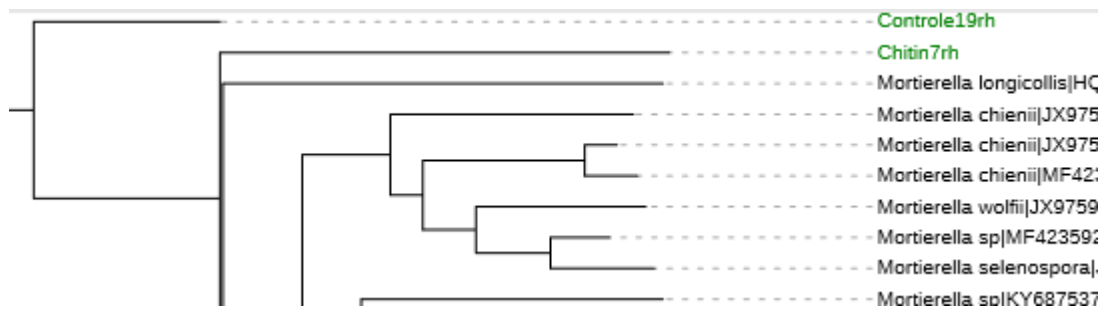 Controle19rh
Chitin7rh
Mortierella longicollis|HQ
Mortierella chienii|JX975
Mortierella chienii|JX975
Mortierella chienii|MF423
Mortierella wolfii|JX9759
Mortierella sp|MF423592
Mortierella selenospora|J
Mortierella sp|KY687537